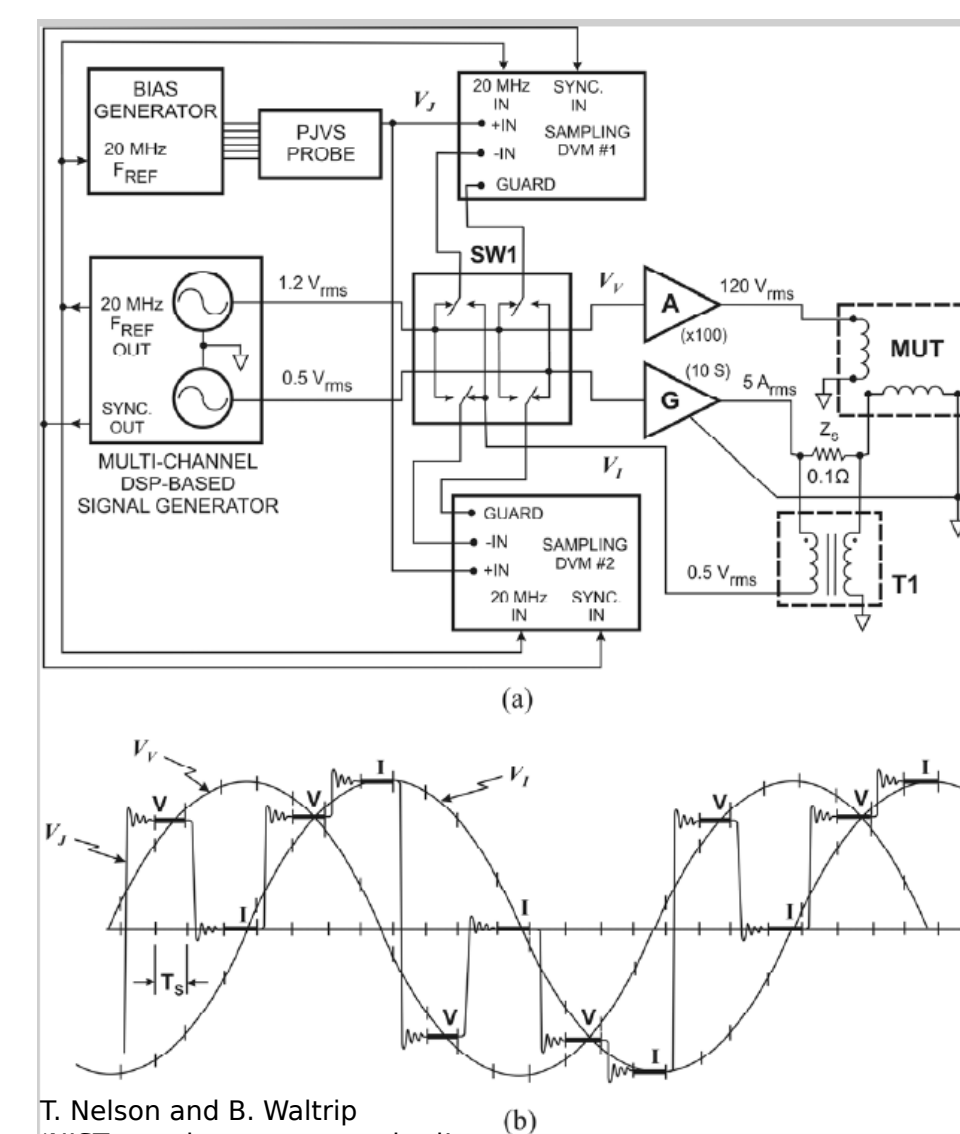 BIAS
GENERATOR
20 MHz
FREF
PJVS
PROBE
VJ
20 MHz
IN
SYNC.
IN
+IN
-IN
GUARD
SAMPLING
DVM #1
SW1
20 MHz
FREF
OUT
SYNC.
OUT
MULTI-CHANNEL
DSP-BASED
SIGNAL GENERATOR
1.2 Vrms
0.5 Vrms
VV
A
(x100)
120 Vrms
G
(10 S)
5 Arms
MUT
Zs
0.1Ω
VI
T1
0.5 Vrms
GUARD
-IN
+IN
SAMPLING
DVM #2
20 MHz
IN
SYNC.
IN
(a)
VV
VI
VJ
V
I
V
I
I
V
V
I
V
I
V
I
TS
(b)
T. Nelson and B. Waltrip